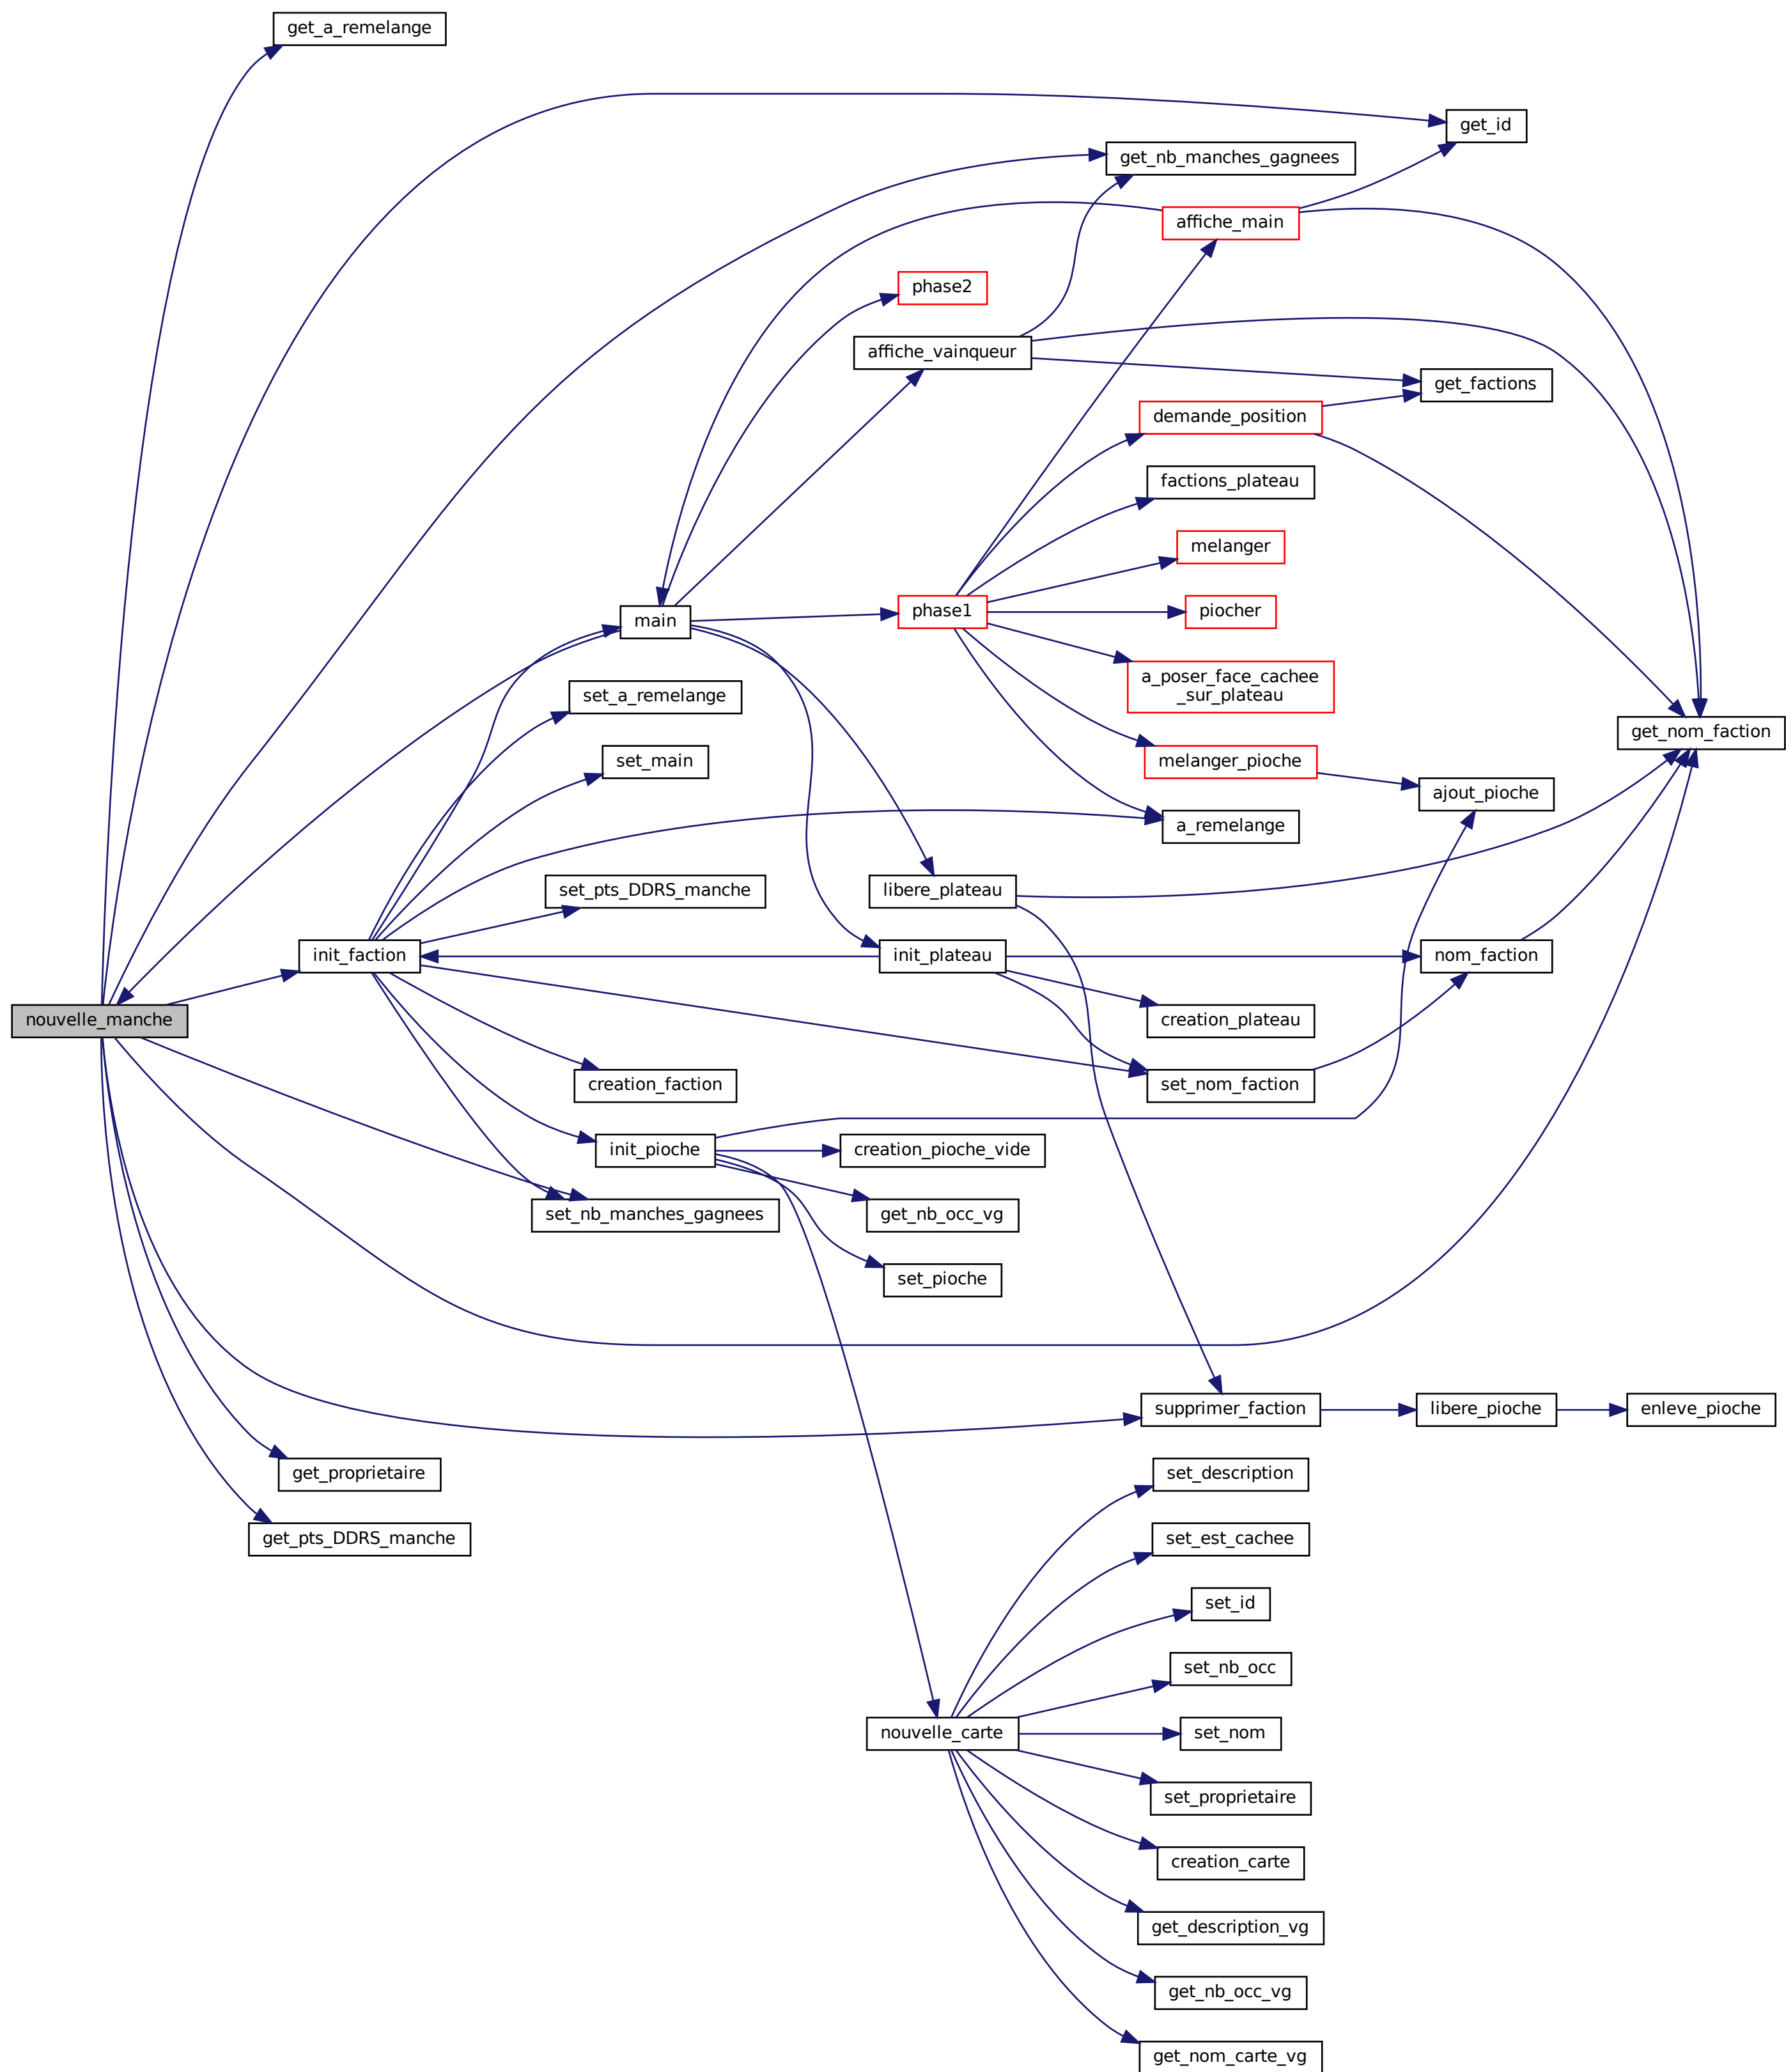 get_a_remelange
get_id
get_nb_manches_gagnees
affiche_main
phase2
affiche_vainqueur
get_factions
demande_position
factions_plateau
melanger
phase1
piocher
main
a_poser_face_cachee
_sur_plateau
set_a_remelange
get_nom_faction
set_main
melanger_pioche
ajout_pioche
a_remelange
set_pts_DDRS_manche
libere_plateau
init_faction
init_plateau
nom_faction
nouvelle_manche
creation_plateau
creation_faction
set_nom_faction
init_pioche
creation_pioche_vide
set_nb_manches_gagnees
get_nb_occ_vg
set_pioche
supprimer_faction
libere_pioche
enleve_pioche
get_proprietaire
set_description
get_pts_DDRS_manche
set_est_cachee
set_id
set_nb_occ
nouvelle_carte
set_nom
set_proprietaire
creation_carte
get_description_vg
get_nb_occ_vg
get_nom_carte_vg